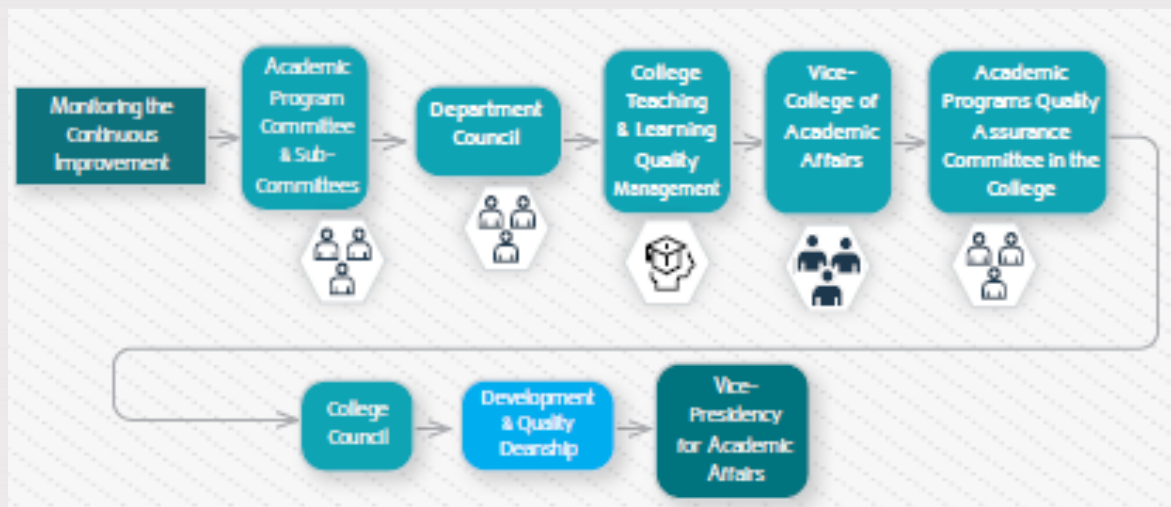 Monitoring the
Continuous
Improvement
Academic
Program
Committee
& Sub-
Committees
Department
Council
College
Teaching
& Learning
Quality
Management
Vice-
College of
Academic
Affairs
Academic
Programs Quality
Assurance
Committee in the
College
College
Council
Development
& Quality
Deanship
Vice-
Presidency
for Academic
Affairs